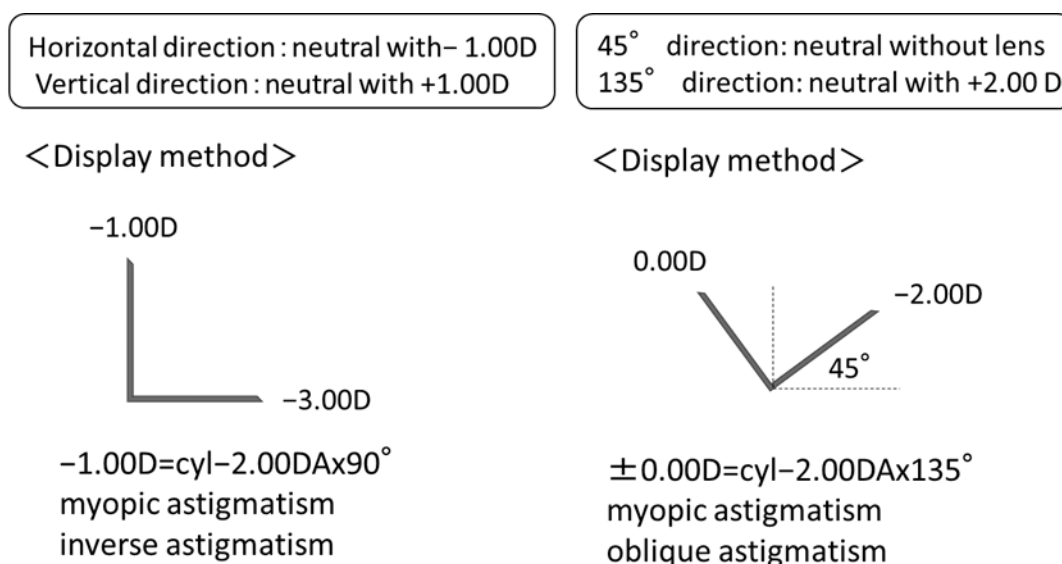 Horizontal direction : neutral with− 1.00D
Vertical direction : neutral with +1.00D
＜Display method＞
−1.00D
−3.00D
−1.00D=cyl−2.00DAx90°
myopic astigmatism
inverse astigmatism
45° direction: neutral without lens
135° direction: neutral with +2.00 D
＜Display method＞
0.00D
−2.00D
45°
±0.00D=cyl−2.00DAx135°
myopic astigmatism
oblique astigmatism